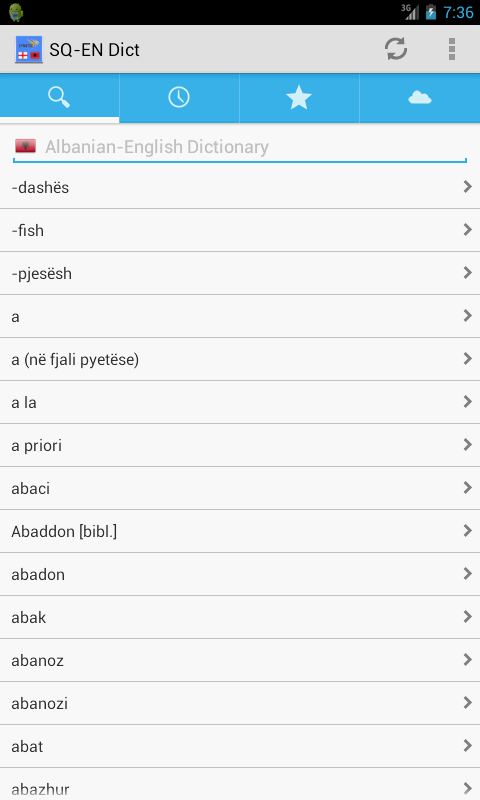 3G 7:36
SQ-EN Dict
Albanian-English Dictionary
-dashës
-fish
-pjesësh
a
a (në fjali pyetëse)
a la
a priori
abaci
Abaddon [bibl.]
abadon
abak
abanoz
abanozi
abat
abazhur